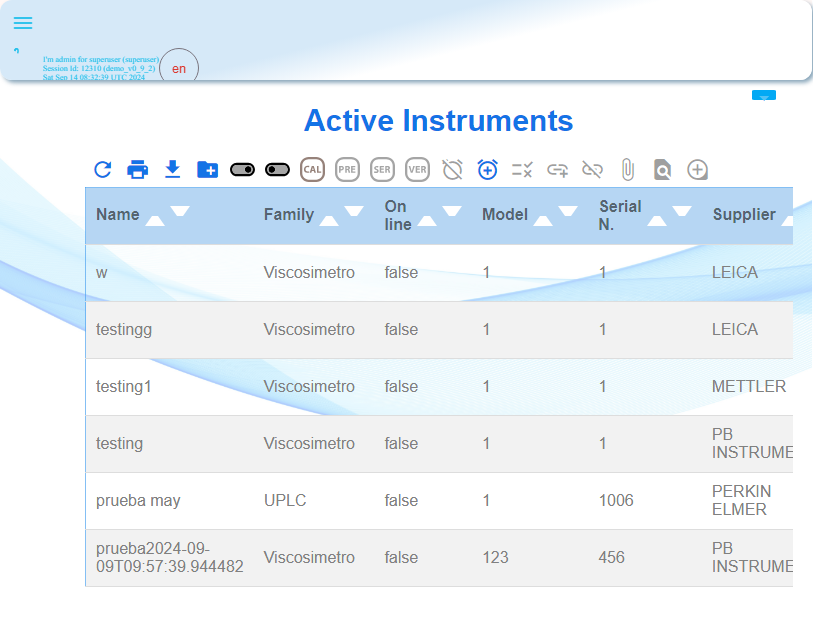 I'm admin for superuser (superuser)
Session Id: 12310 (demo_v0_9_2)
Sat Sep 14 08:32:39 UTC 2024
en
Active Instruments
CAL PRE SER VER
Name Family On line Model Serial N. Supplier
w Viscosimetro false 1 1 LEICA
testingg Viscosimetro false 1 1 LEICA
testing1 Viscosimetro false 1 1 METTLER
testing Viscosimetro false 1 1 PB INSTRUME
prueba may UPLC false 1 1006 PERKIN ELMER
prueba2024-09-09T09:57:39.944482 Viscosimetro false 123 456 PB INSTRUME